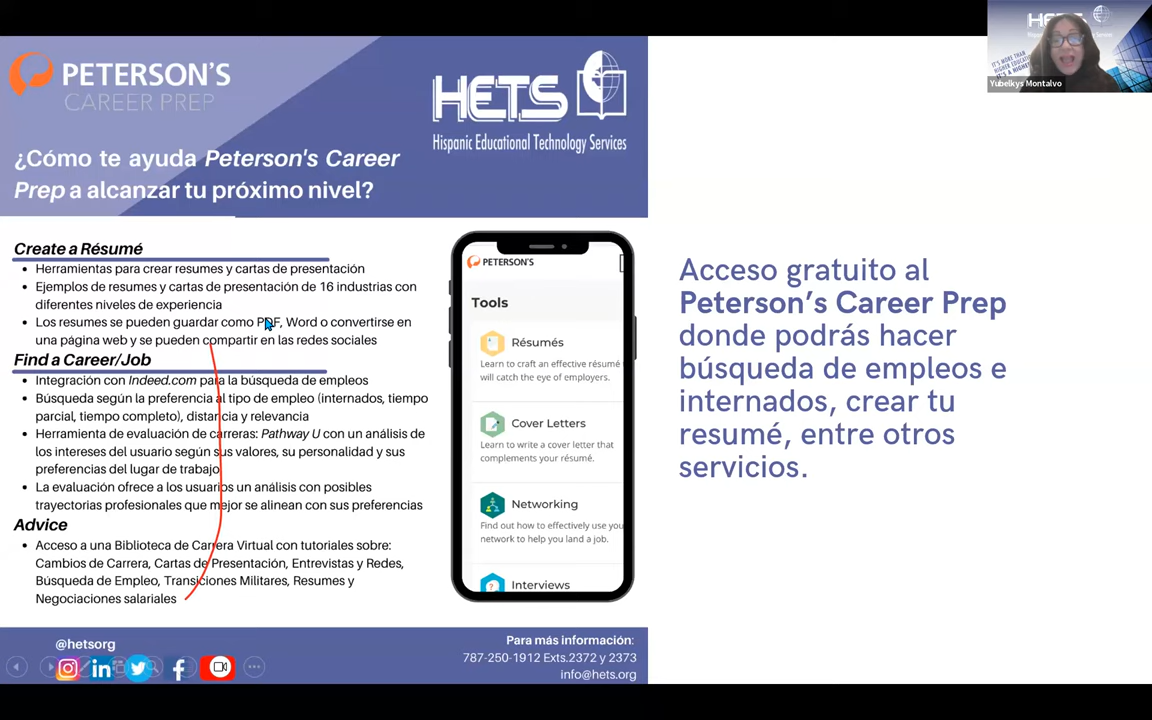 PETERSON'S
CAREER PREP
HETS
Hispanic Educational Technology Services
¿Cómo te ayuda Peterson's Career
Prep a alcanzar tu próximo nivel?
Create a Résumé
• Herramientas para crear resumes y cartas de presentación
• Ejemplos de resumes y cartas de presentación de 16 industrias con
diferentes niveles de experiencia
• Los resumes se pueden guardar como PDF, Word o convertirse en
una página web y se pueden compartir en las redes sociales
Find a Career/Job
• Integración con Indeed.com para la búsqueda de empleos
• Búsqueda según la preferencia al tipo de empleo (internados, tiempo
parcial, tiempo completo), distancia y relevancia
• Herramienta de evaluación de carreras: Pathway U con un análisis de
los intereses del usuario según sus valores, su personalidad y sus
preferencias del lugar de trabajo
• La evaluación ofrece a los usuarios un análisis con posibles
trayectorias profesionales que mejor se alinean con sus preferencias
Advice
• Acceso a una Biblioteca de Carrera Virtual con tutoriales sobre:
Cambios de Carrera, Cartas de Presentación, Entrevistas y Redes,
Búsqueda de Empleo, Transiciones Militares, Resumes y
Negociaciones salariales
PETERSON'S
Tools
Résumés
Learn to craft an effective résumé
will catch the eye of employers.
Cover Letters
Learn to write a cover letter that
complements your résumé.
Networking
Find out how to effectively use you
network to help you land a job.
Interviews
@hetsorg
Para más información:
787-250-1912 Exts.2372 y 2373
info@hets.org
Acceso gratuito al
Peterson's Career Prep
donde podrás hacer
búsqueda de empleos e
internados, crear tu
resumé, entre otros
servicios.
IT'S MORE THAN
HIGHER EDUCATION
IT'S A HIGHE
Yubelkys Montalvo